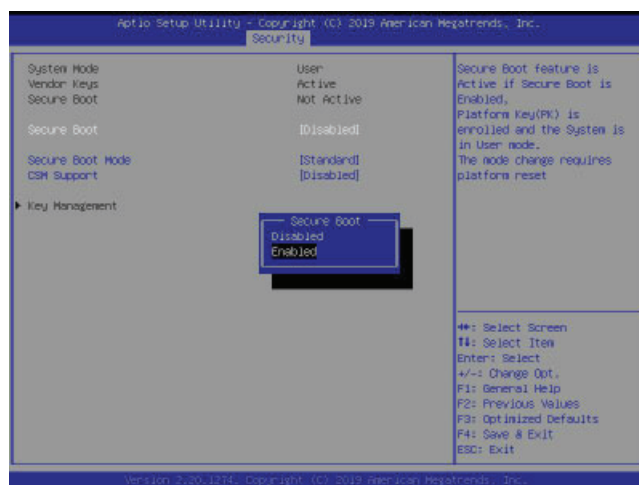 Aptio Setup Utility - Copyright (C) 2019 American Megatrends, Inc.
Security
System Mode User
Vendor Keys Active
Secure Boot Not Active
Secure Boot [Disabled]
Secure Boot Mode [Standard]
CSM Support [Disabled]
Key Management
Secure Boot
Disabled
Enabled
Secure Boot feature is
Active if Secure Boot is
Enabled,
Platform Key(PK) is
enrolled and the System is
in User mode.
The mode change requires
platform reset
: Select Screen
: Select Item
Enter: Select
+/-: Change Opt.
F1: General Help
F2: Previous Values
F3: Optimized Defaults
F4: Save & Exit
ESC: Exit
Version 2.20.1274. Copyright (C) 2019 American Megatrends, Inc.